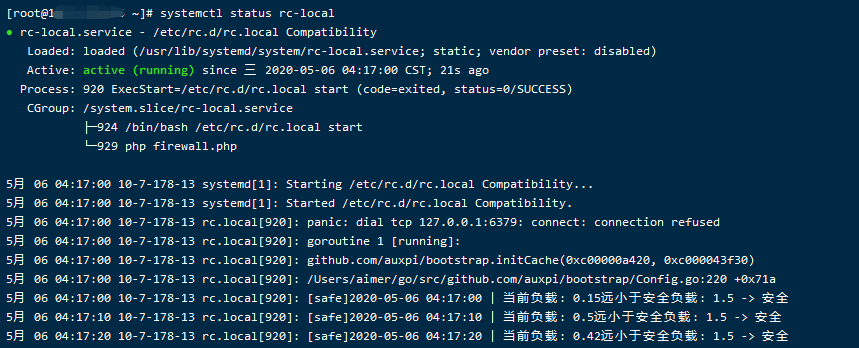 [root@1 ~]# systemctl status rc-local
● rc-local.service - /etc/rc.d/rc.local Compatibility
Loaded: loaded (/usr/lib/systemd/system/rc-local.service; static; vendor preset: disabled)
Active: active (running) since 三 2020-05-06 04:17:00 CST; 21s ago
Process: 920 ExecStart=/etc/rc.d/rc.local start (code=exited, status=0/SUCCESS)
CGroup: /system.slice/rc-local.service
├─924 /bin/bash /etc/rc.d/rc.local start
└─929 php firewall.php
5月 06 04:17:00 10-7-178-13 systemd[1]: Starting /etc/rc.d/rc.local Compatibility...
5月 06 04:17:00 10-7-178-13 systemd[1]: Started /etc/rc.d/rc.local Compatibility.
5月 06 04:17:00 10-7-178-13 rc.local[920]: panic: dial tcp 127.0.0.1:6379: connect: connection refused
5月 06 04:17:00 10-7-178-13 rc.local[920]: goroutine 1 [running]:
5月 06 04:17:00 10-7-178-13 rc.local[920]: github.com/auxpi/bootstrap.initCache(0xc00000a420, 0xc000043f30)
5月 06 04:17:00 10-7-178-13 rc.local[920]: /Users/aimer/go/src/github.com/auxpi/bootstrap/Config.go:220 +0x71a
5月 06 04:17:00 10-7-178-13 rc.local[920]: [safe]2020-05-06 04:17:00 | 当前负载: 0.15远小于安全负载: 1.5 -> 安全
5月 06 04:17:10 10-7-178-13 rc.local[920]: [safe]2020-05-06 04:17:10 | 当前负载: 0.5远小于安全负载: 1.5 -> 安全
5月 06 04:17:20 10-7-178-13 rc.local[920]: [safe]2020-05-06 04:17:20 | 当前负载: 0.42远小于安全负载: 1.5 -> 安全